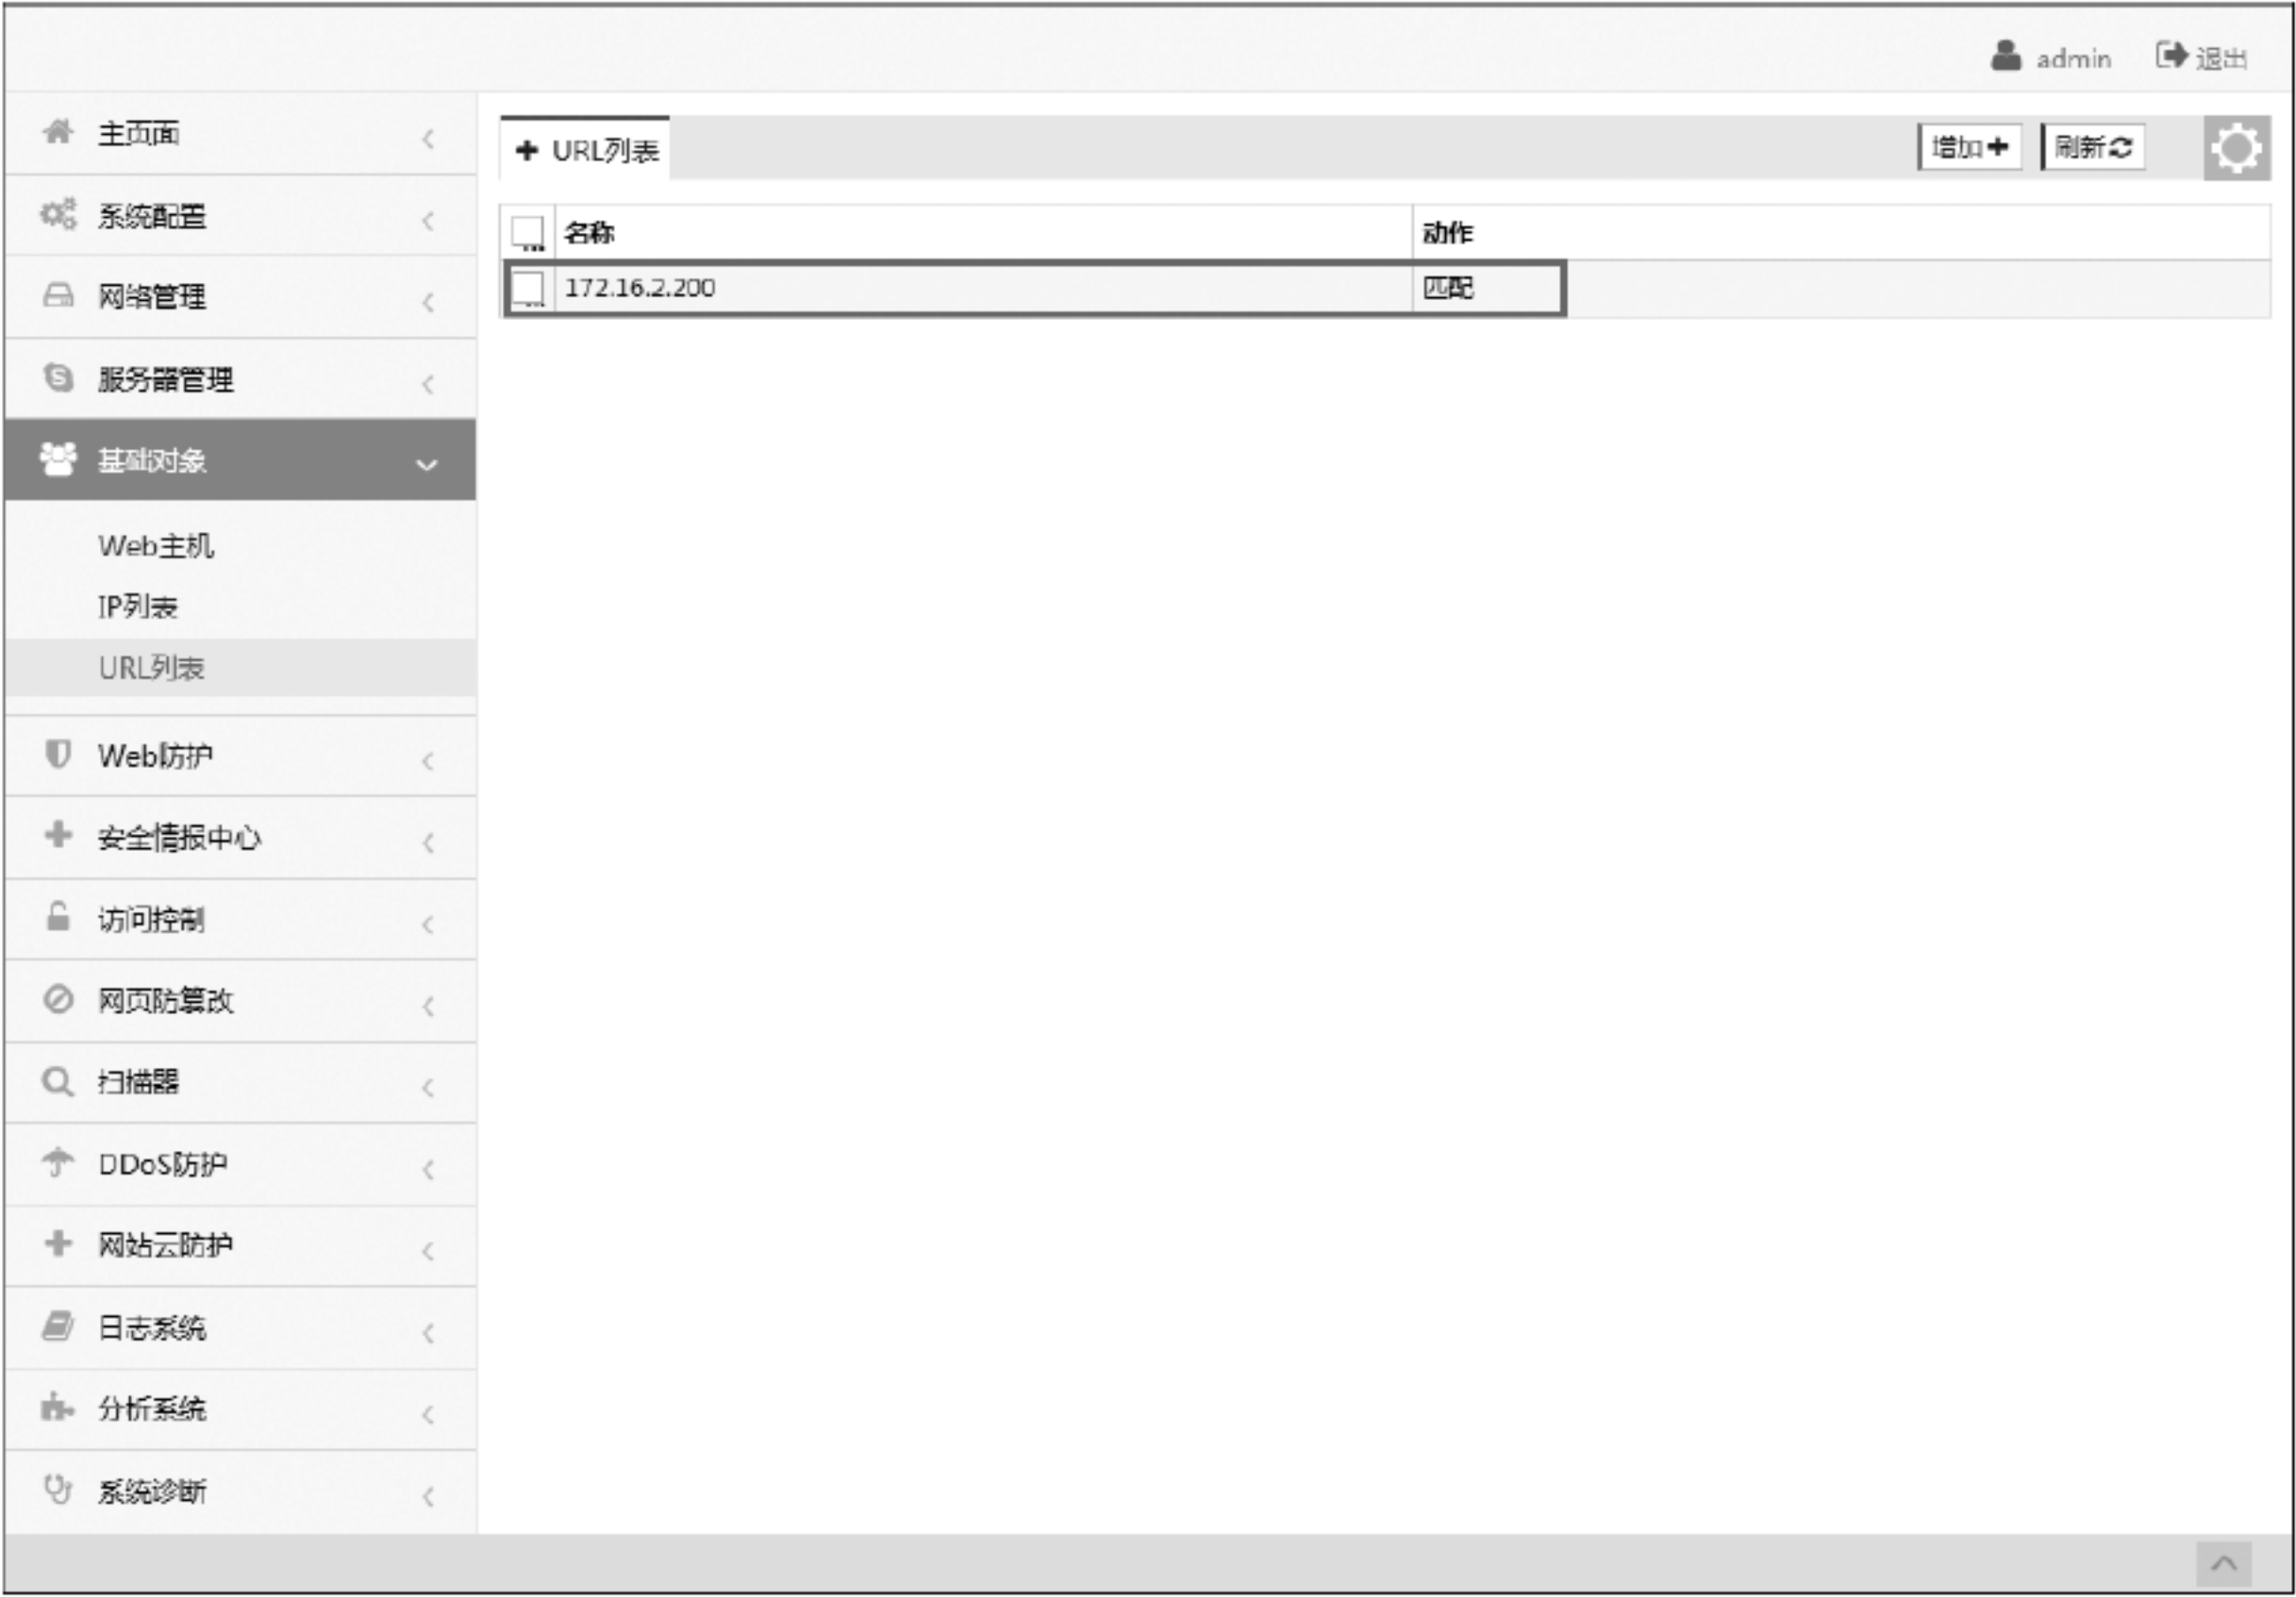 admin 退出
主页面
系统配置
网络管理
服务器管理
基础对象
Web主机
IP列表
URL列表
Web防护
安全情报中心
访问控制
网页防篡改
扫描器
DDoS防护
网站云防护
日志系统
分析系统
系统诊断
URL列表 增加 刷新
名称 动作
172.16.2.200 匹配